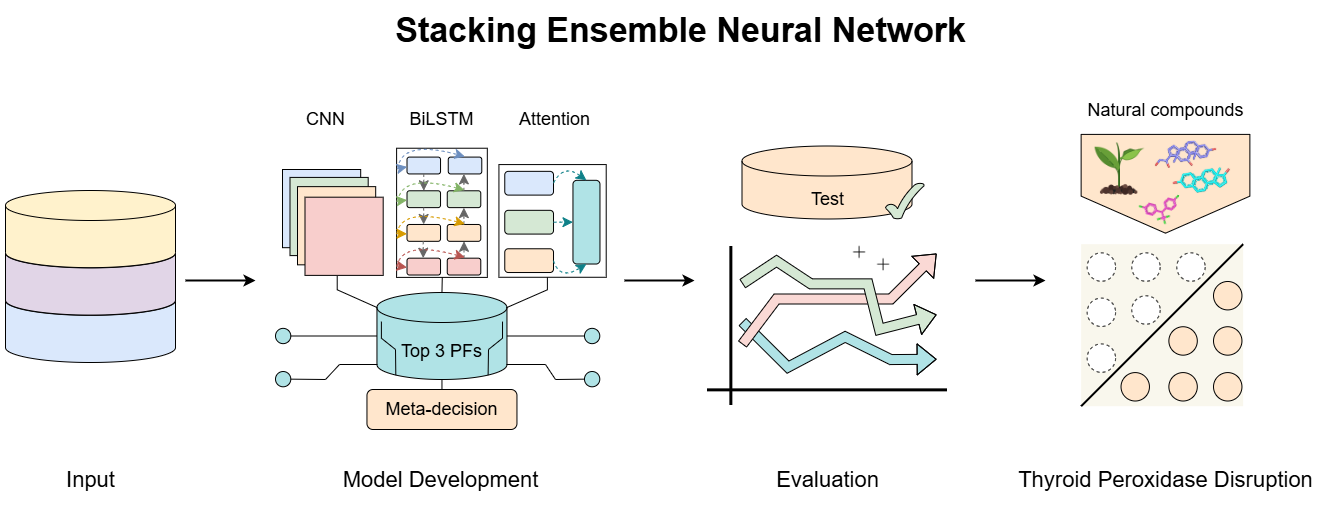 Stacking Ensemble Neural Network
CNN
BiLSTM
Attention
Top 3 PFs
Meta-decision
Test
Natural compounds
Input
Model Development
Evaluation
Thyroid Peroxidase Disruption